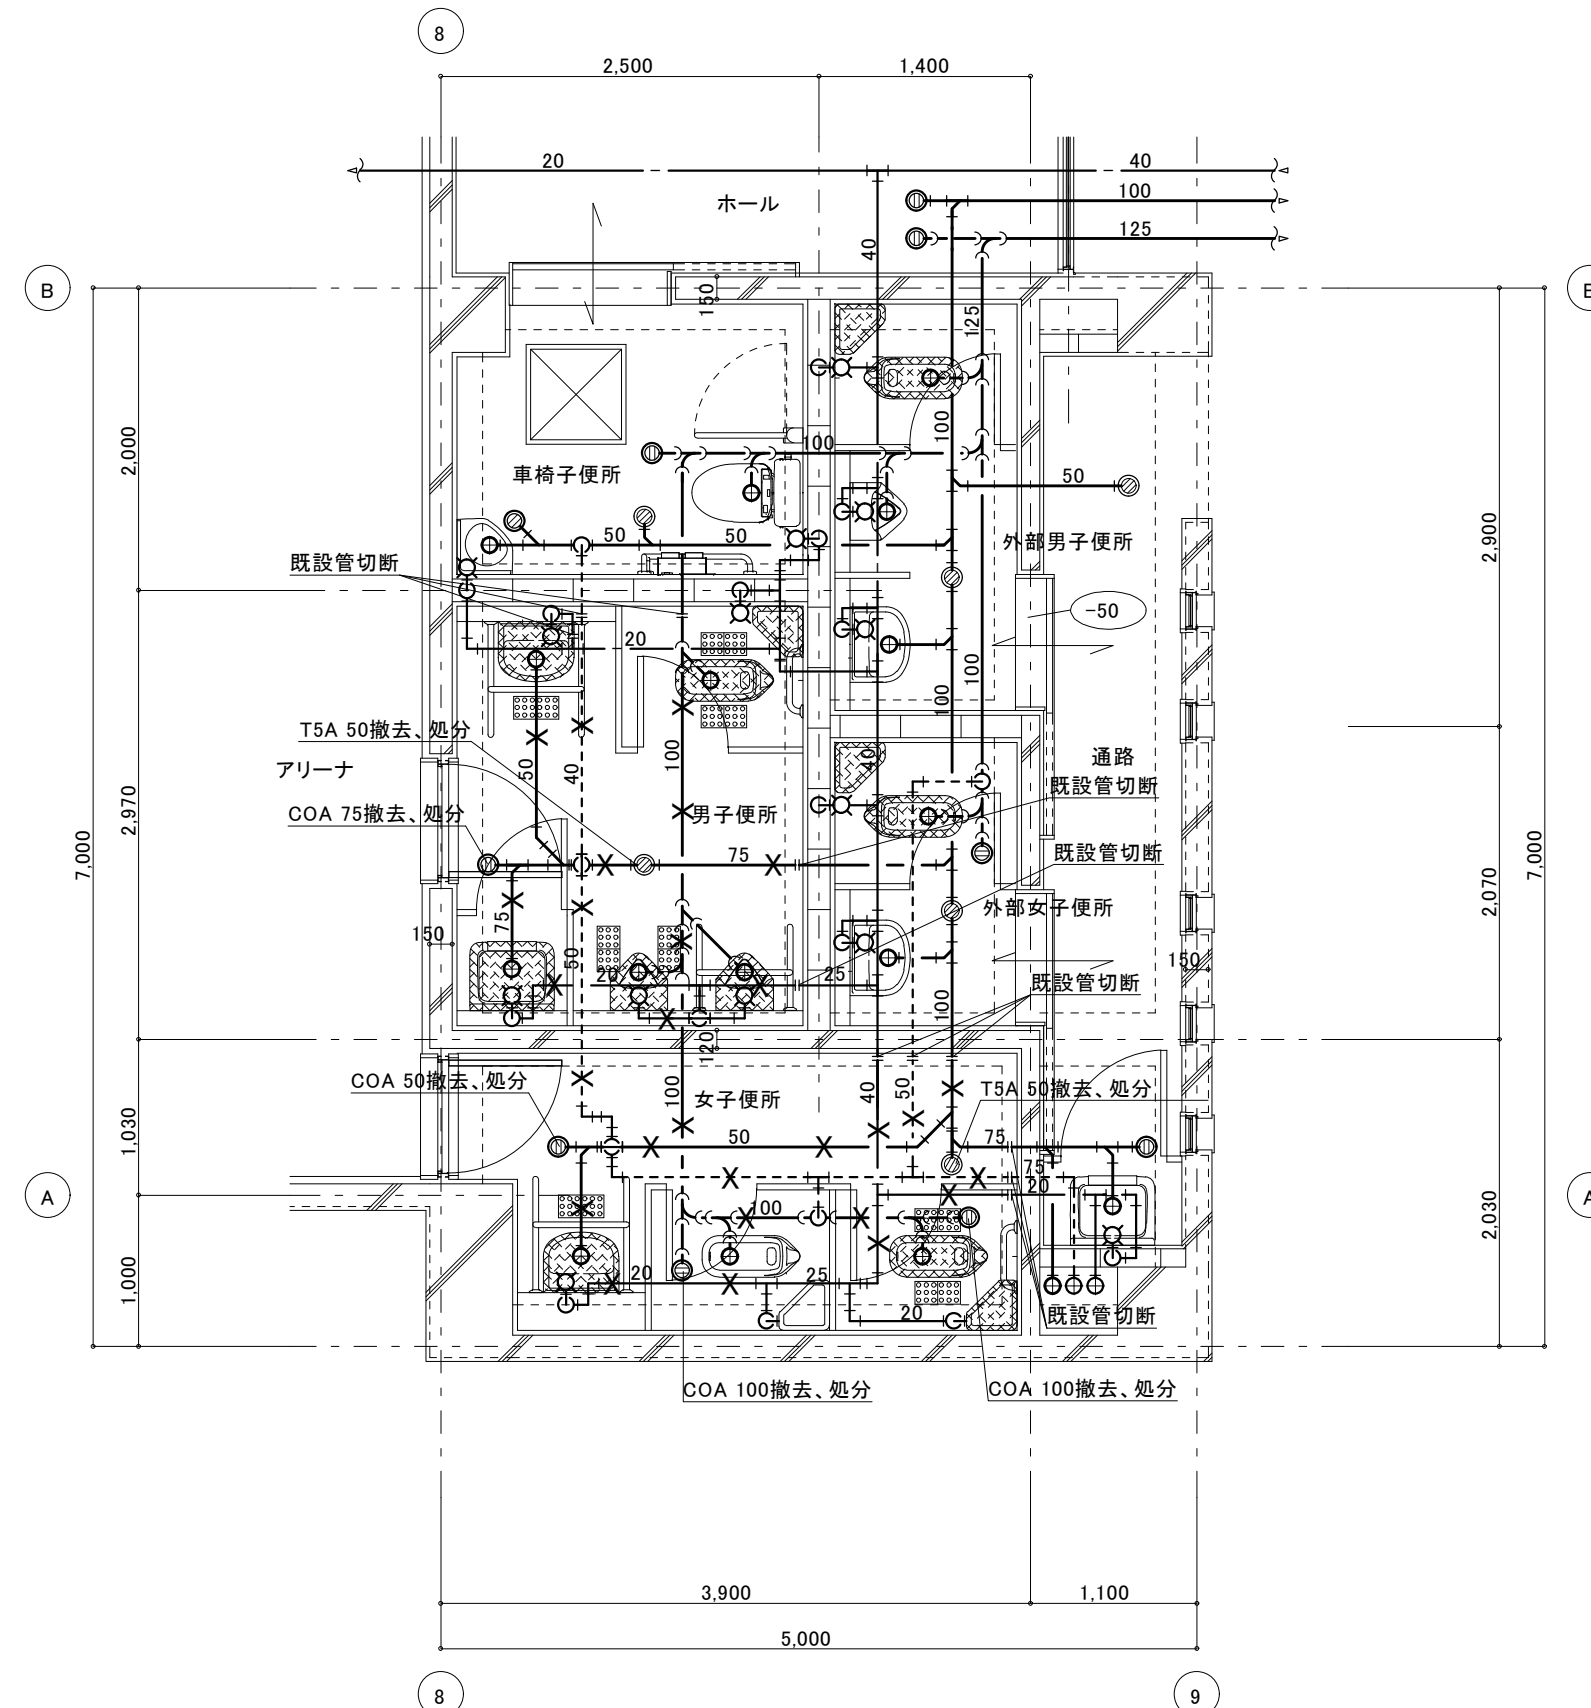 8
2,500
1,400
20
40
100
125
ホール
40
B
150
125
E
2,000
100
100
車椅子便所
50
2,900
50
50
外部男子便所
既設管切断
-50
20
100
100
T5A 50撤去、処分
アリーナ
50
40
100
40
通路
既設管切断
2,970
7,000
COA 75撤去、処分
男子便所
75
既設管切断
7,000
2,070
75
150
外部女子便所
50
20
25
150
既設管切断
100
120
COA 50撤去、処分
100
女子便所
40
50
T5A 50撤去、処分
1,030
50
75
75
20
A
100
A
2,030
1,000
20
25
20
既設管切断
COA 100撤去、処分
COA 100撤去、処分
3,900
1,100
5,000
8
9